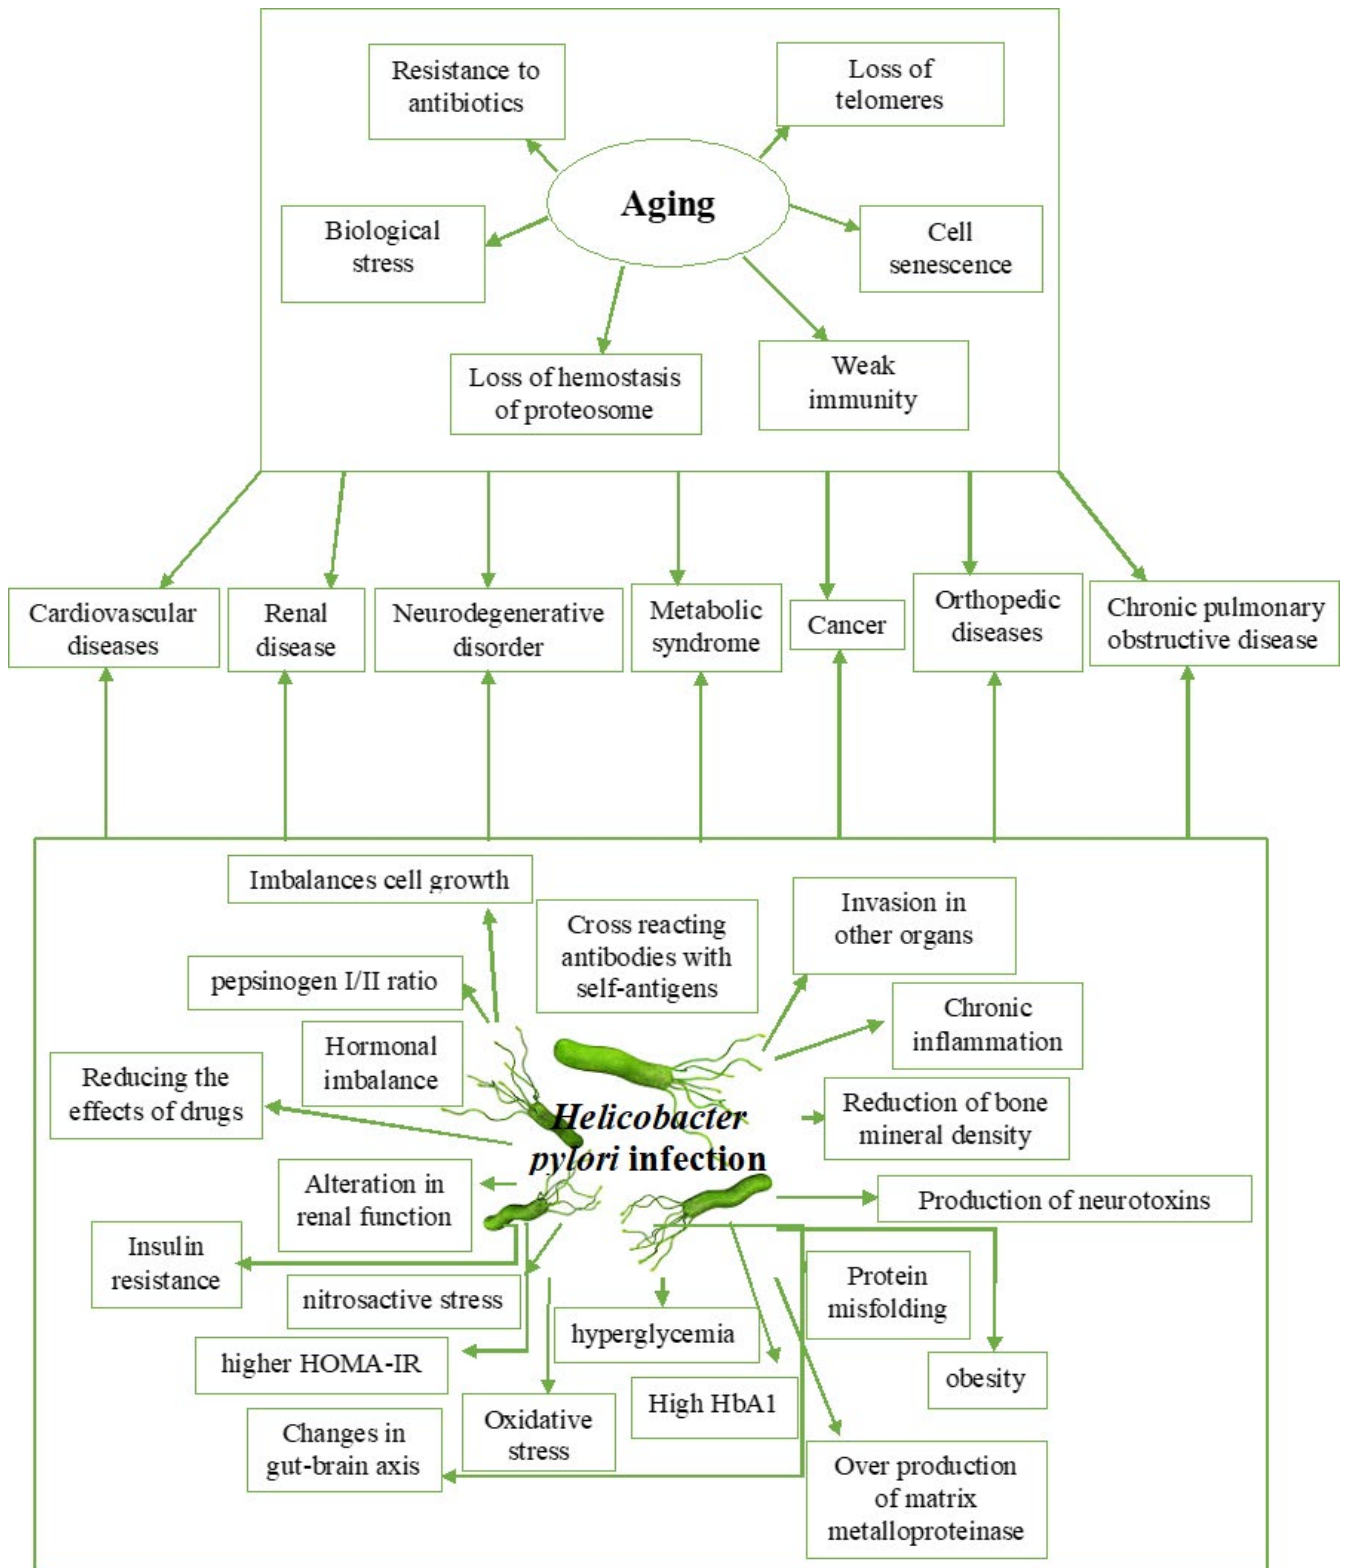 Resistance to
antibiotics
Loss of
telomeres
Aging
Biological
stress
Cell
senescence
Loss of hemostasis
of proteosome
Weak
immunity
Cardiovascular
diseases
Renal
disease
Neurodegenerative
disorder
Metabolic
syndrome
Cancer
Orthopedic
diseases
Chronic pulmonary
obstructive disease
Imbalances cell growth
Cross reacting
antibodies with
self-antigens
Invasion in
other organs
pepsinogen I/II ratio
Chronic
inflammation
Hormonal
imbalance
Reducing the
effects of drugs
Helicobacter
pylori infection
Reduction of bone
mineral density
Alteration in
renal function
Production of neurotoxins
Insulin
resistance
nitrosactive stress
Protein
misfolding
hyperglycemia
higher HOMA-IR
obesity
High HbA1
Oxidative
stress
Changes in
gut-brain axis
Over production
of matrix
metalloproteinase